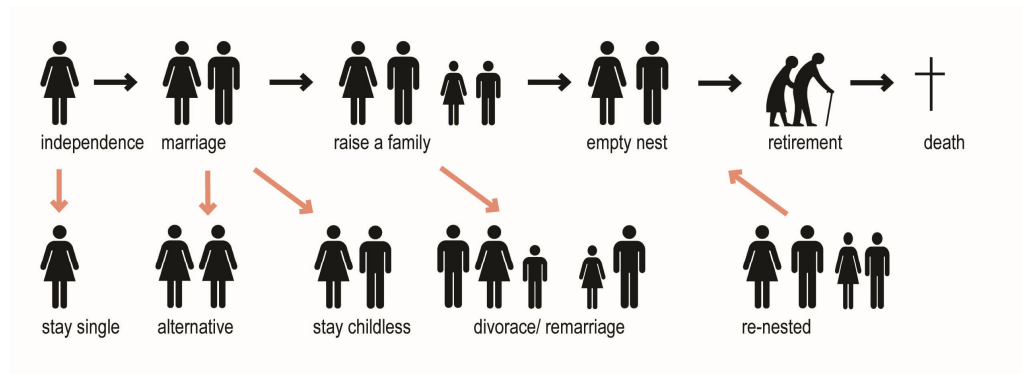 independence
marriage
raise a family
empty nest
retirement
death
stay single
alternative
stay childless
divorace/ remarriage
re-nested